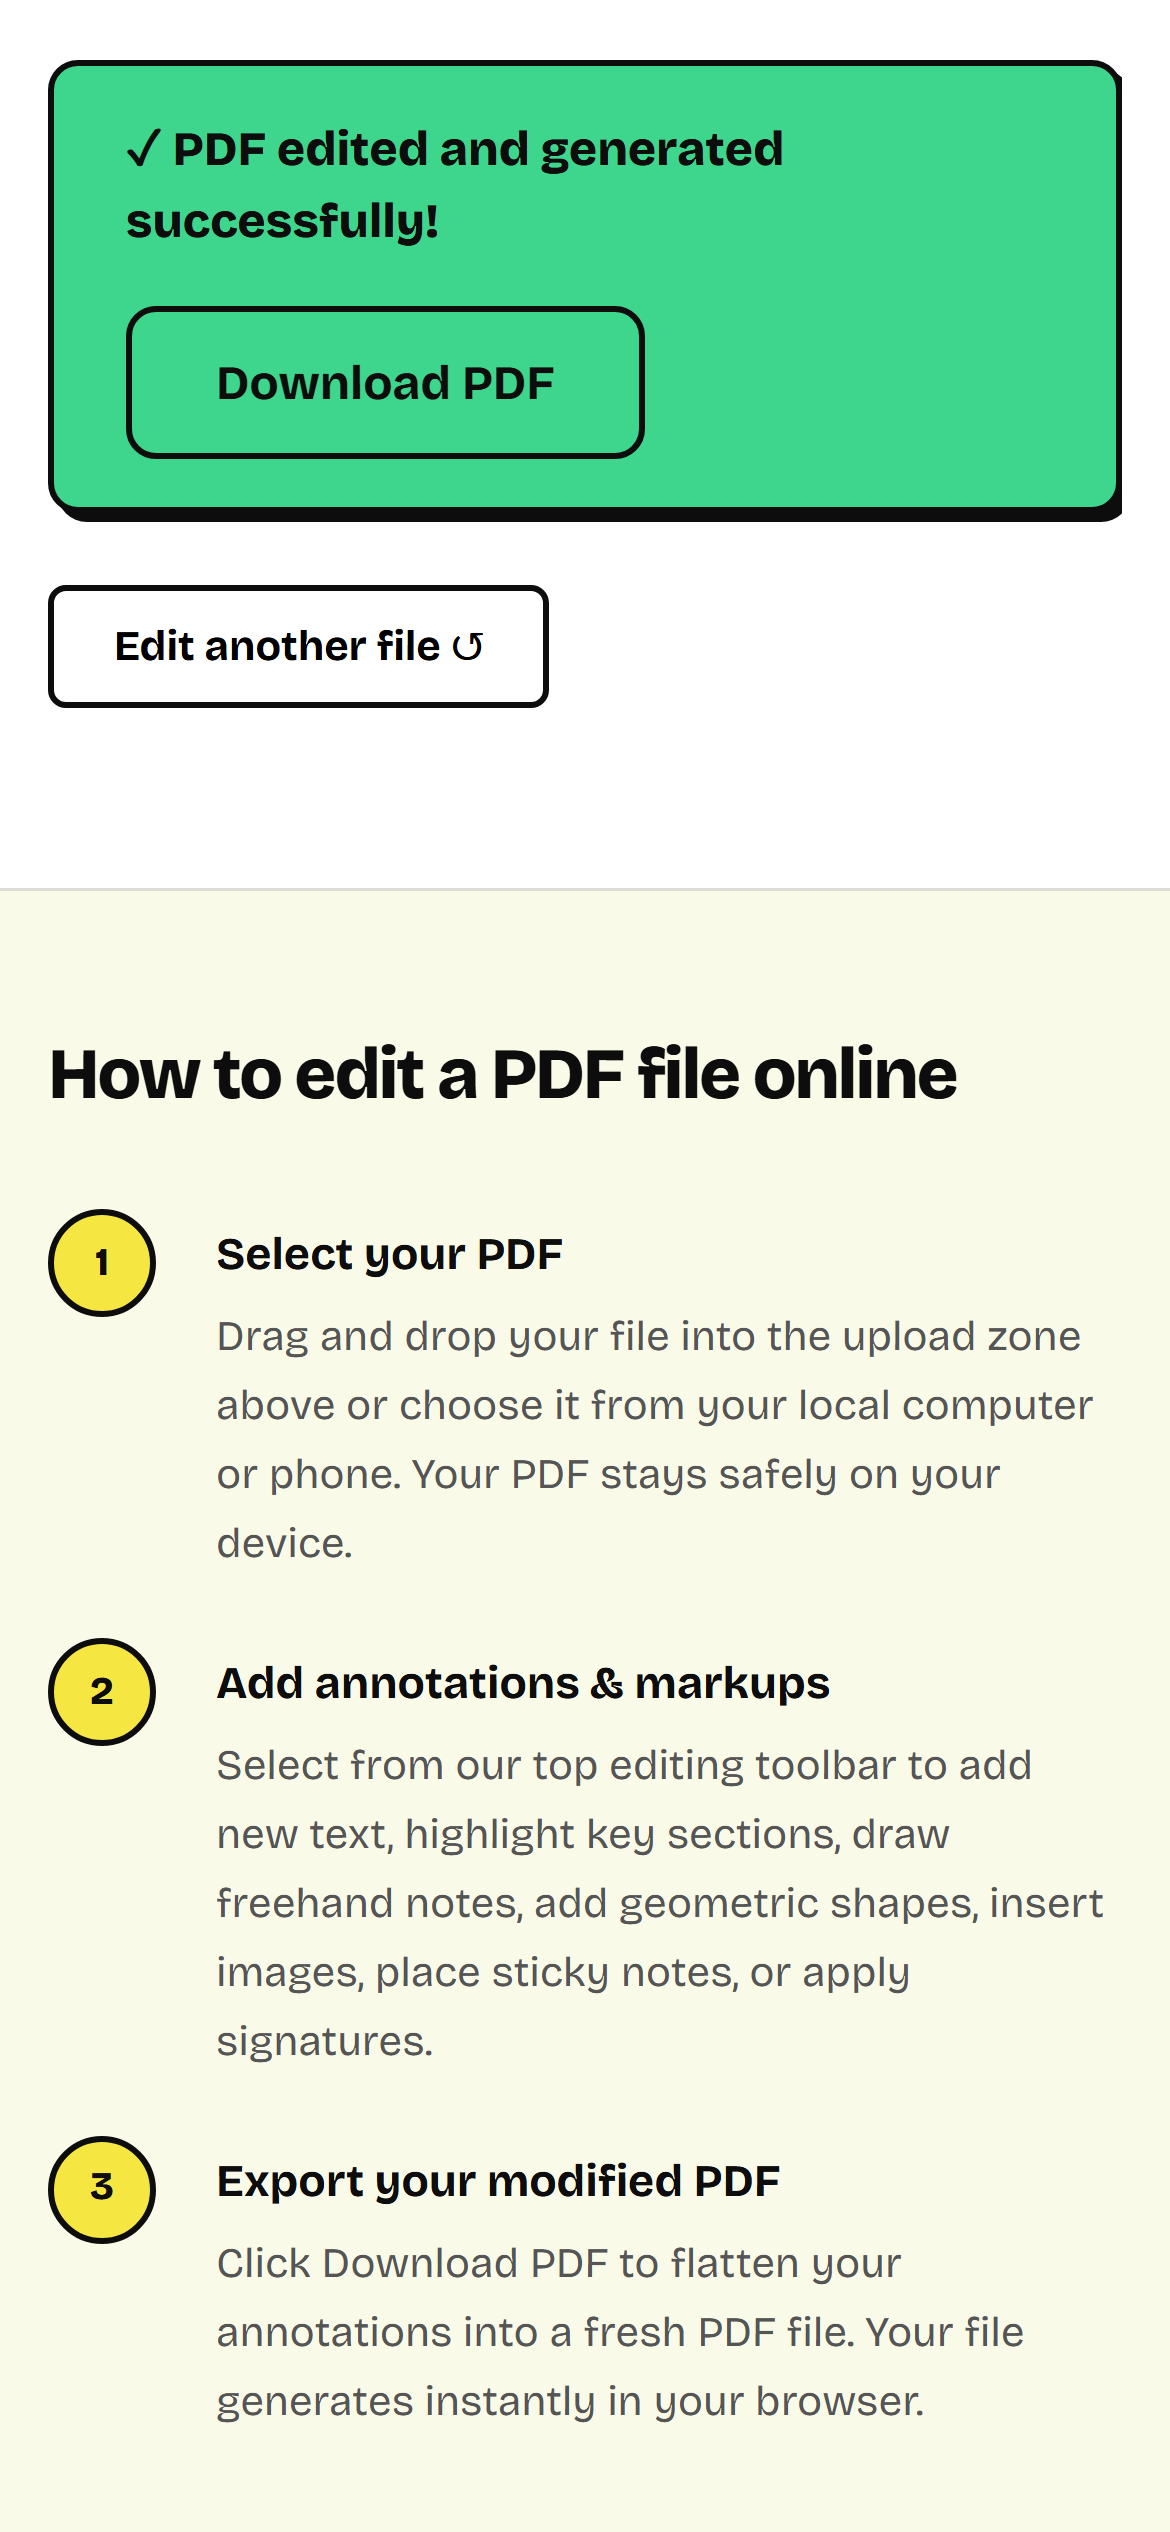 ✓ PDF edited and generated
successfully!
Download PDF
Edit another file ↺
How to edit a PDF file online
1
Select your PDF
Drag and drop your file into the upload zone
above or choose it from your local computer
or phone. Your PDF stays safely on your
device.
2
Add annotations & markups
Select from our top editing toolbar to add
new text, highlight key sections, draw
freehand notes, add geometric shapes, insert
images, place sticky notes, or apply
signatures.
3
Export your modified PDF
Click Download PDF to flatten your
annotations into a fresh PDF file. Your file
generates instantly in your browser.